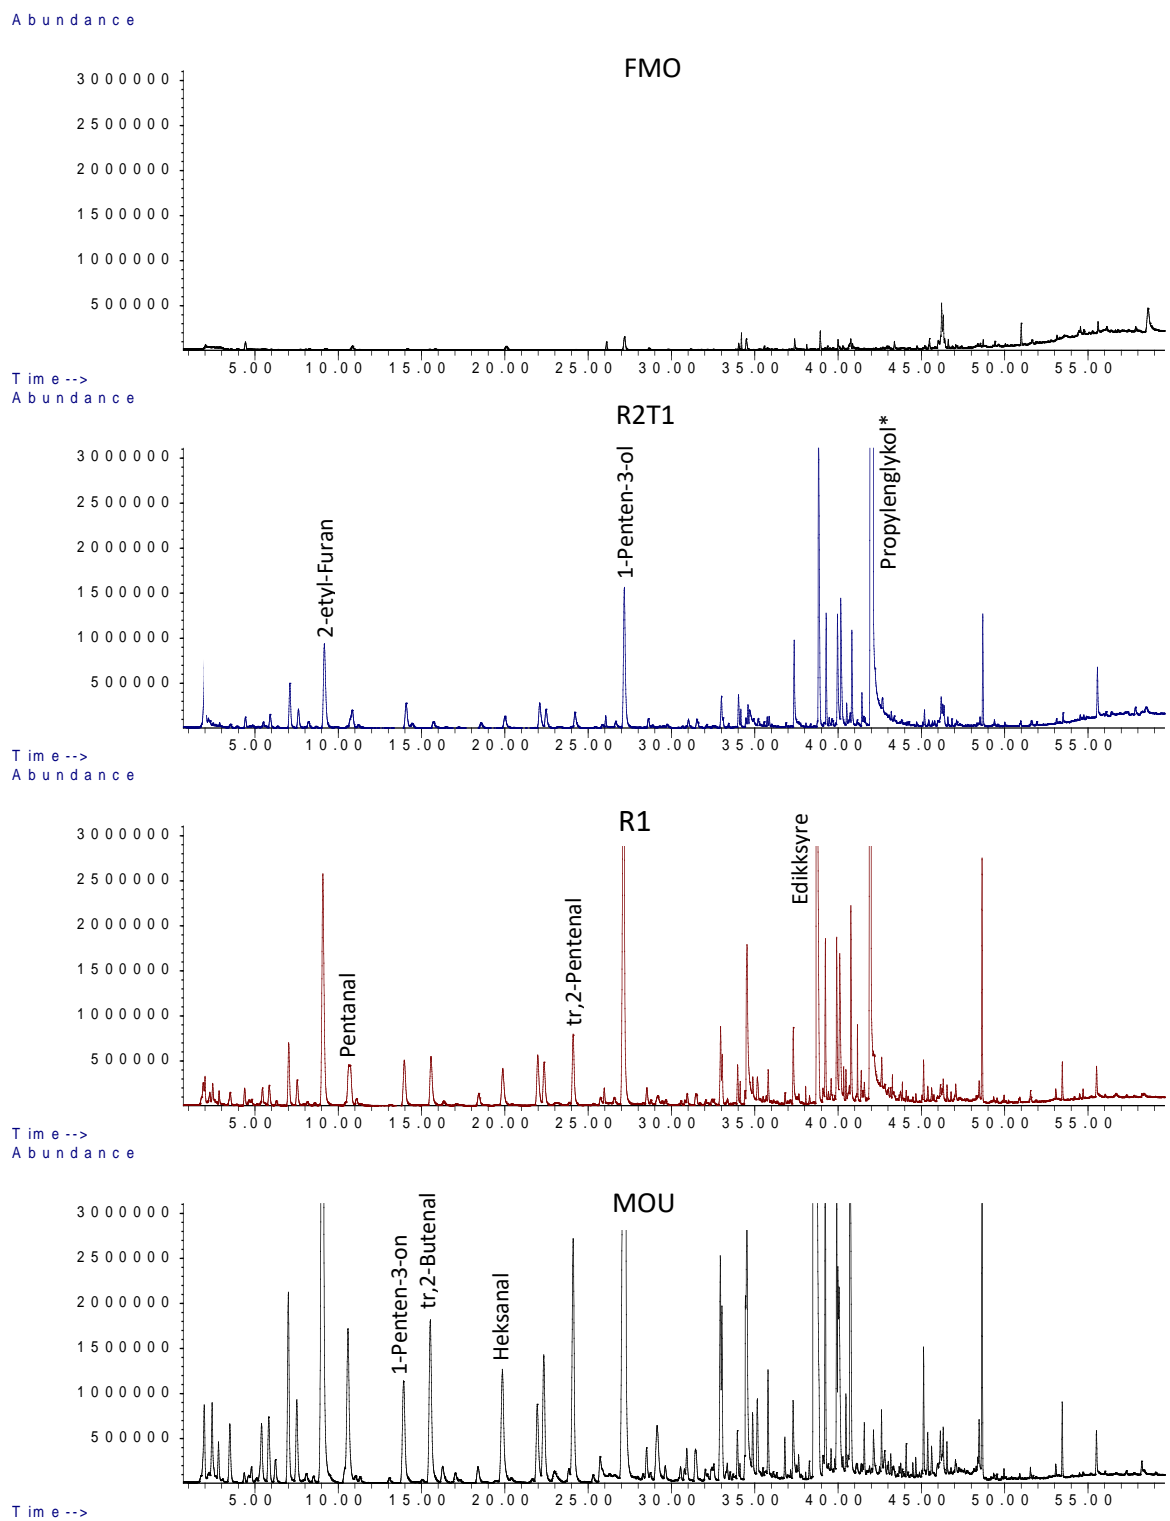 Abundance
FMO
3000000
2500000
2000000
1500000
1000000
500000
5.00 10.00 15.00 20.00 25.00 30.00 35.00 40.00 45.00 50.00 55.00
Time-->
Abundance
R2T1
3000000
2500000
2000000
1500000
1000000
500000
2-etyl-Furan
1-Penten-3-ol
Propylenglykol*
5.00 10.00 15.00 20.00 25.00 30.00 35.00 40.00 45.00 50.00 55.00
Time-->
Abundance
R1
3000000
2500000
2000000
1500000
1000000
500000
Pentanal
tr,2-Pentenal
Edikksyre
5.00 10.00 15.00 20.00 25.00 30.00 35.00 40.00 45.00 50.00 55.00
Time-->
Abundance
MOU
3000000
2500000
2000000
1500000
1000000
500000
1-Penten-3-on
tr,2-Butenal
Heksanal
5.00 10.00 15.00 20.00 25.00 30.00 35.00 40.00 45.00 50.00 55.00
Time-->